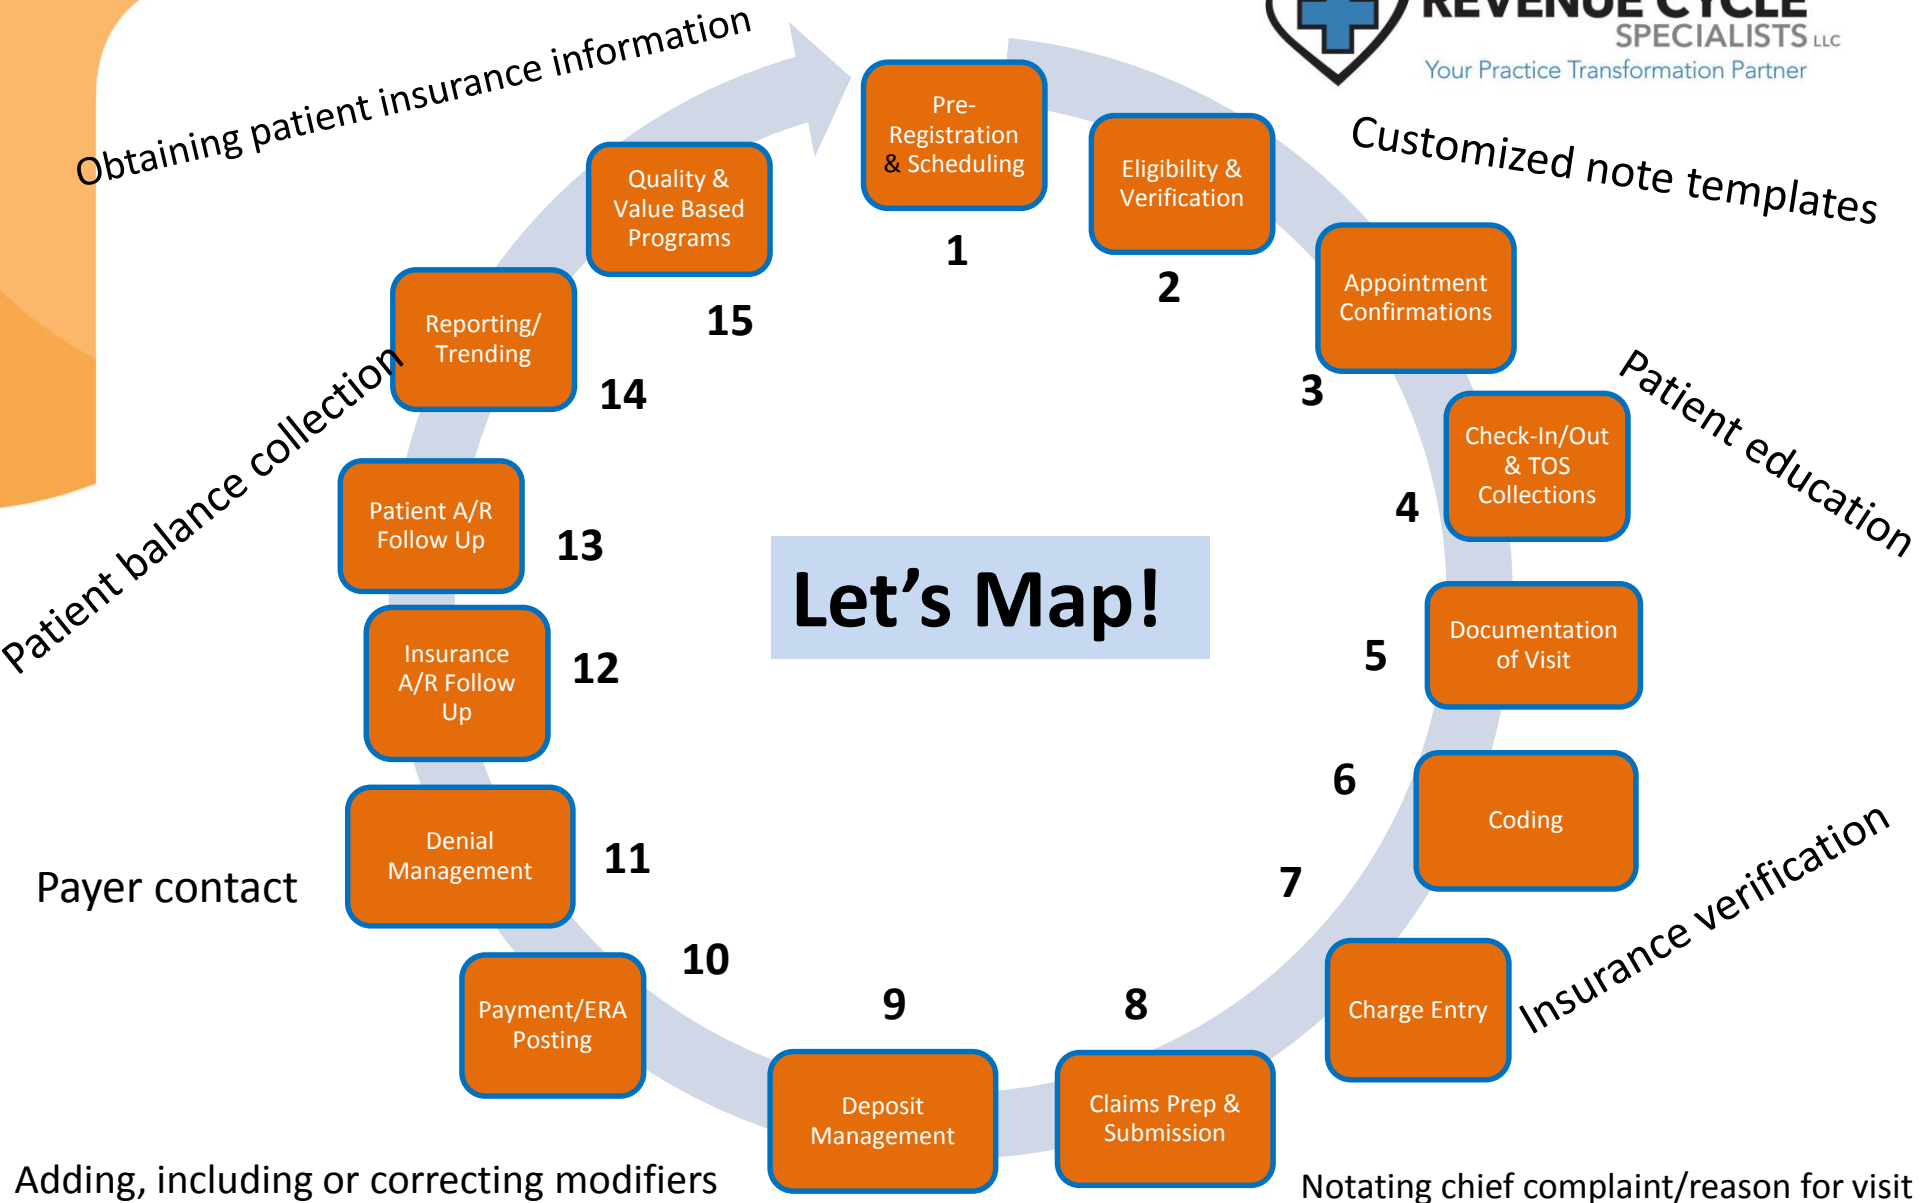 REVENUE CYCLE
SPECIALISTS LLC
Your Practice Transformation Partner
Obtaining patient insurance information
Customized note templates
Patient education
Insurance verification
Notating chief complaint/reason for visit
Adding, including or correcting modifiers
Payer contact
Patient balance collection
Let's Map!
Pre-
Registration
& Scheduling
1
Eligibility &
Verification
2
Appointment
Confirmations
3
Check-In/Out
& TOS
Collections
4
Documentation
of Visit
5
Coding
6
Charge Entry
7
Claims Prep &
Submission
8
Deposit
Management
9
Payment/ERA
Posting
10
Denial
Management
11
Insurance
A/R Follow
Up
12
Patient A/R
Follow Up
13
Reporting/
Trending
14
Quality &
Value Based
Programs
15